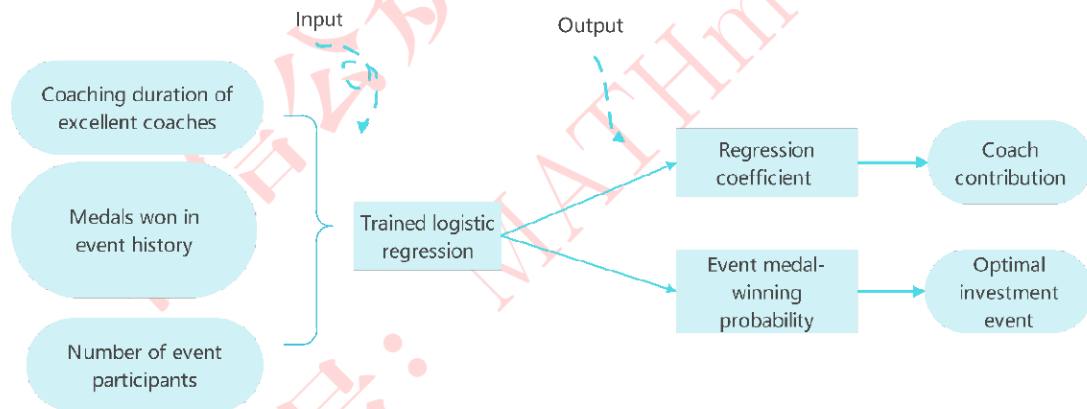 Input
Output
Coaching duration of
excellent coaches
Medals won in
event history
Number of event
participants
Trained logistic
regression
Regression
coefficient
Coach
contribution
Event medal-
winning
probability
Optimal
investment
event
MATHm